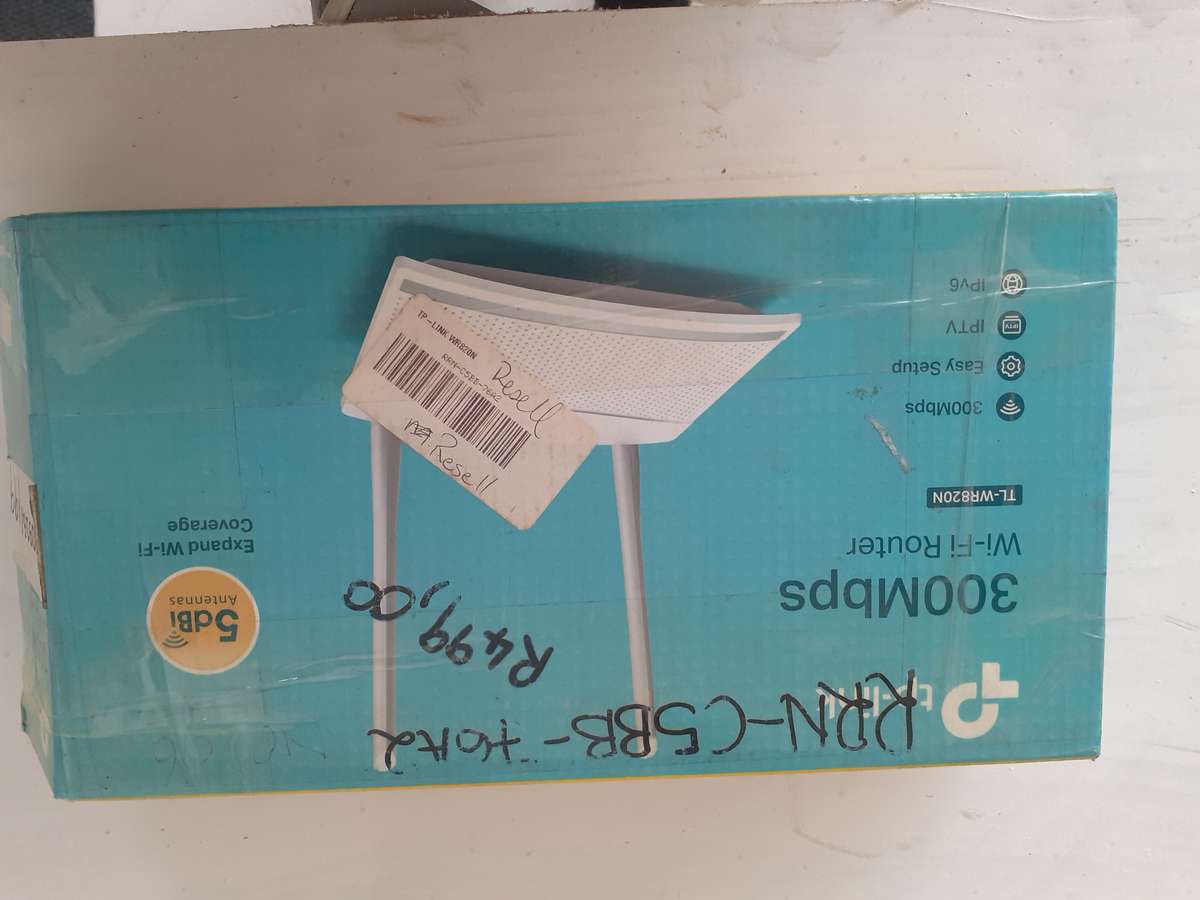 tp-link
RRN-C5BB-
R499,00
300Mbps
Wi-Fi Router
TL-WR820N
300Mbps
Easy Setup
IPTV
IPTV
IPv6
5dBi
Antennas
Expand Wi-Fi
Coverage
TP-LINK WR820N
Resell
Resell